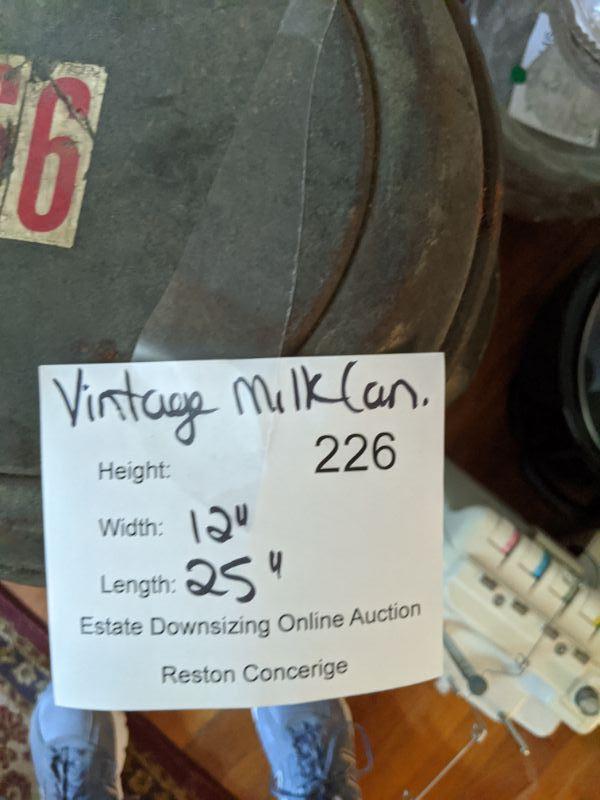 56
Vintage Milk Can.
226
Height:
Width: 12"
Length: 25"
Estate Downsizing Online Auction
Reston Concerige